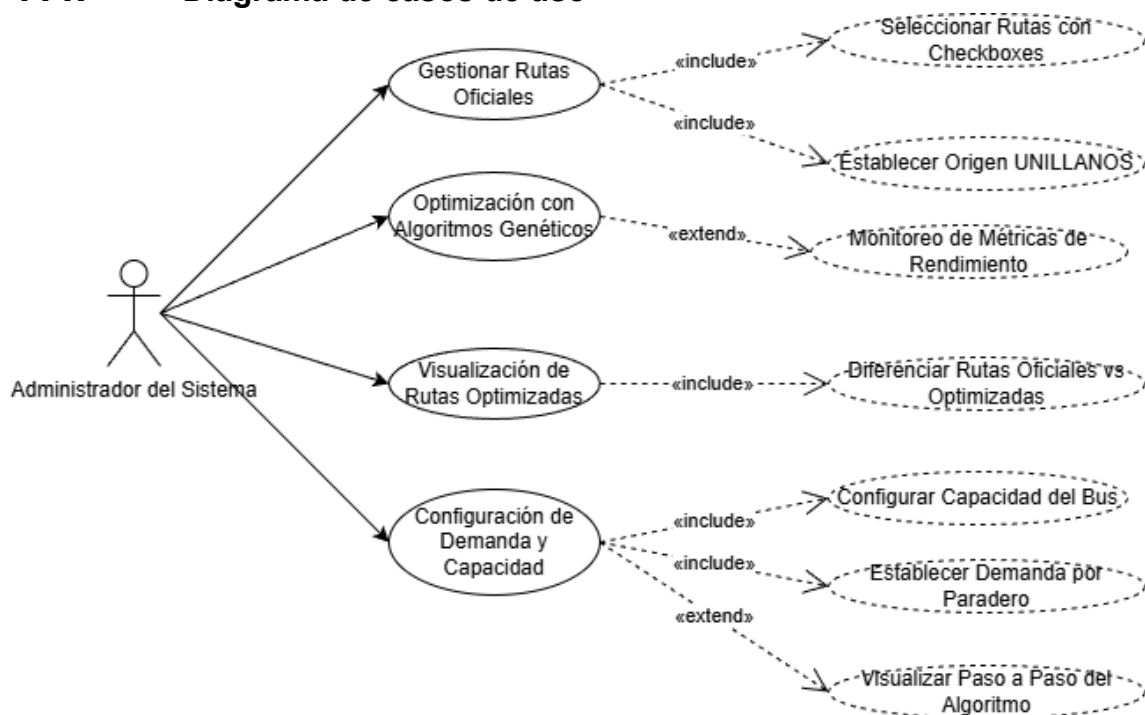 Diagrama de casos de uso
Seleccionar Rutas con
Checkboxes
«include»
Gestionar Rutas
Oficiales
«include»
Establecer Origen UNILLANOS
Optimización con
Algoritmos Genéticos
«extend»
Monitoreo de Métricas de
Rendimiento
Administrador del Sistema
Visualización de
Rutas Optimizadas
«include»
Diferenciar Rutas Oficiales vs
Optimizadas
Configuración de
Demanda y
Capacidad
«include»
Configurar Capacidad del Bus
«include»
Establecer Demanda por
Paradero
«extend»
Visualizar Paso a Paso del
Algoritmo